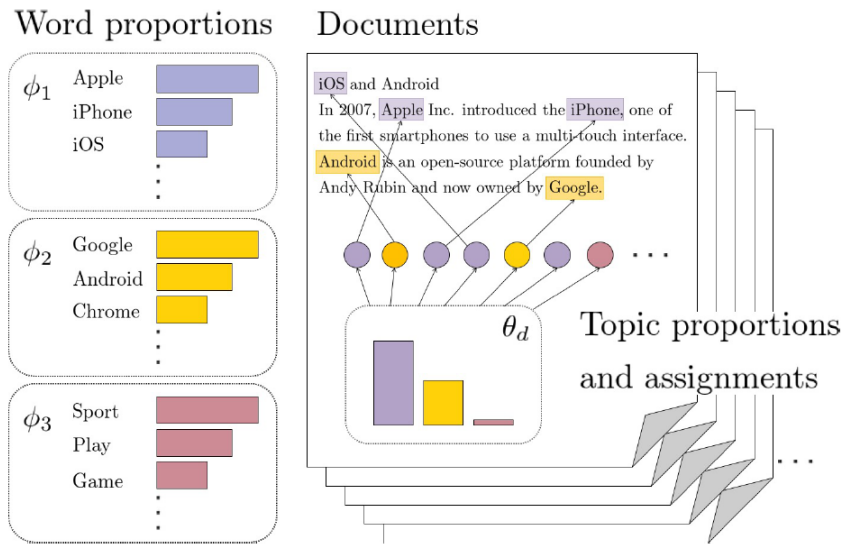 Word proportions
ϕ1
Apple
iPhone
iOS
ϕ2
Google
Android
Chrome
ϕ3
Sport
Play
Game
Documents
iOS and Android
In 2007, Apple Inc. introduced the iPhone, one of
the first smartphones to use a multi-touch interface.
Android is an open-source platform founded by
Andy Rubin and now owned by Google.
θd
Topic proportions
and assignments